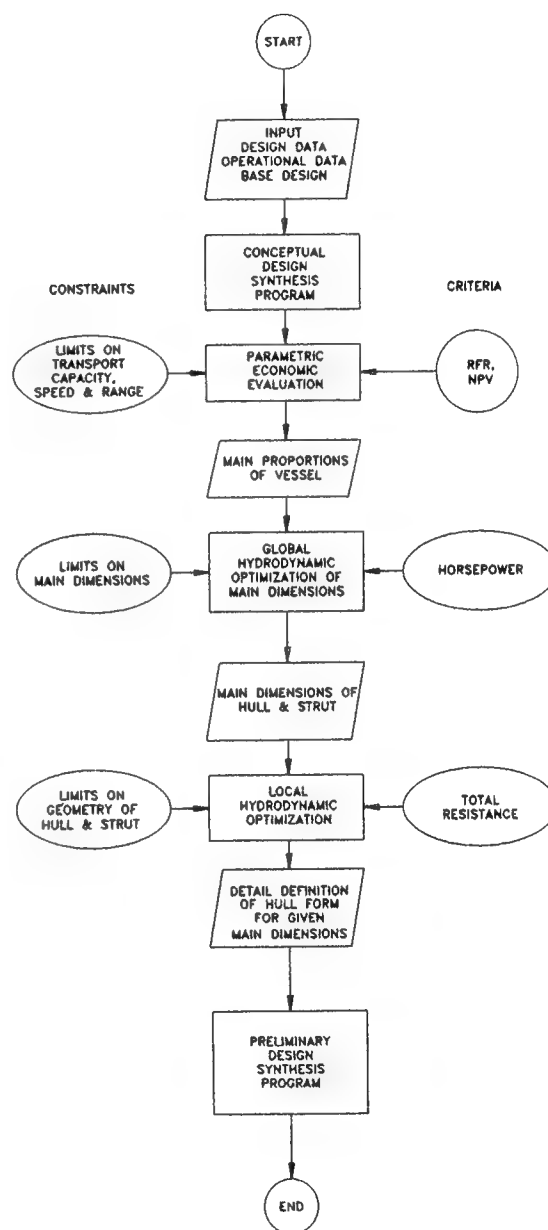 START
INPUT
DESIGN DATA
OPERATIONAL DATA
BASE DESIGN
CONCEPTUAL
DESIGN
SYNTHESIS
PROGRAM
CONSTRAINTS
CRITERIA
LIMITS ON
TRANSPORT
CAPACITY,
SPEED & RANGE
PARAMETRIC
ECONOMIC
EVALUATION
RFR,
NPV
MAIN PROPORTIONS
OF VESSEL
LIMITS ON
MAIN DIMENSIONS
GLOBAL
HYDRODYNAMIC
OPTIMIZATION OF
MAIN DIMENSIONS
HORSEPOWER
MAIN DIMENSIONS OF
HULL & STRUT
LIMITS ON
GEOMETRY OF
HULL & STRUT
LOCAL
HYDRODYNAMIC
OPTIMIZATION
TOTAL
RESISTANCE
DETAIL DEFINITION
OF HULL FORM
FOR GIVEN
MAIN DIMENSIONS
PRELIMINARY
DESIGN
SYNTHESIS
PROGRAM
END